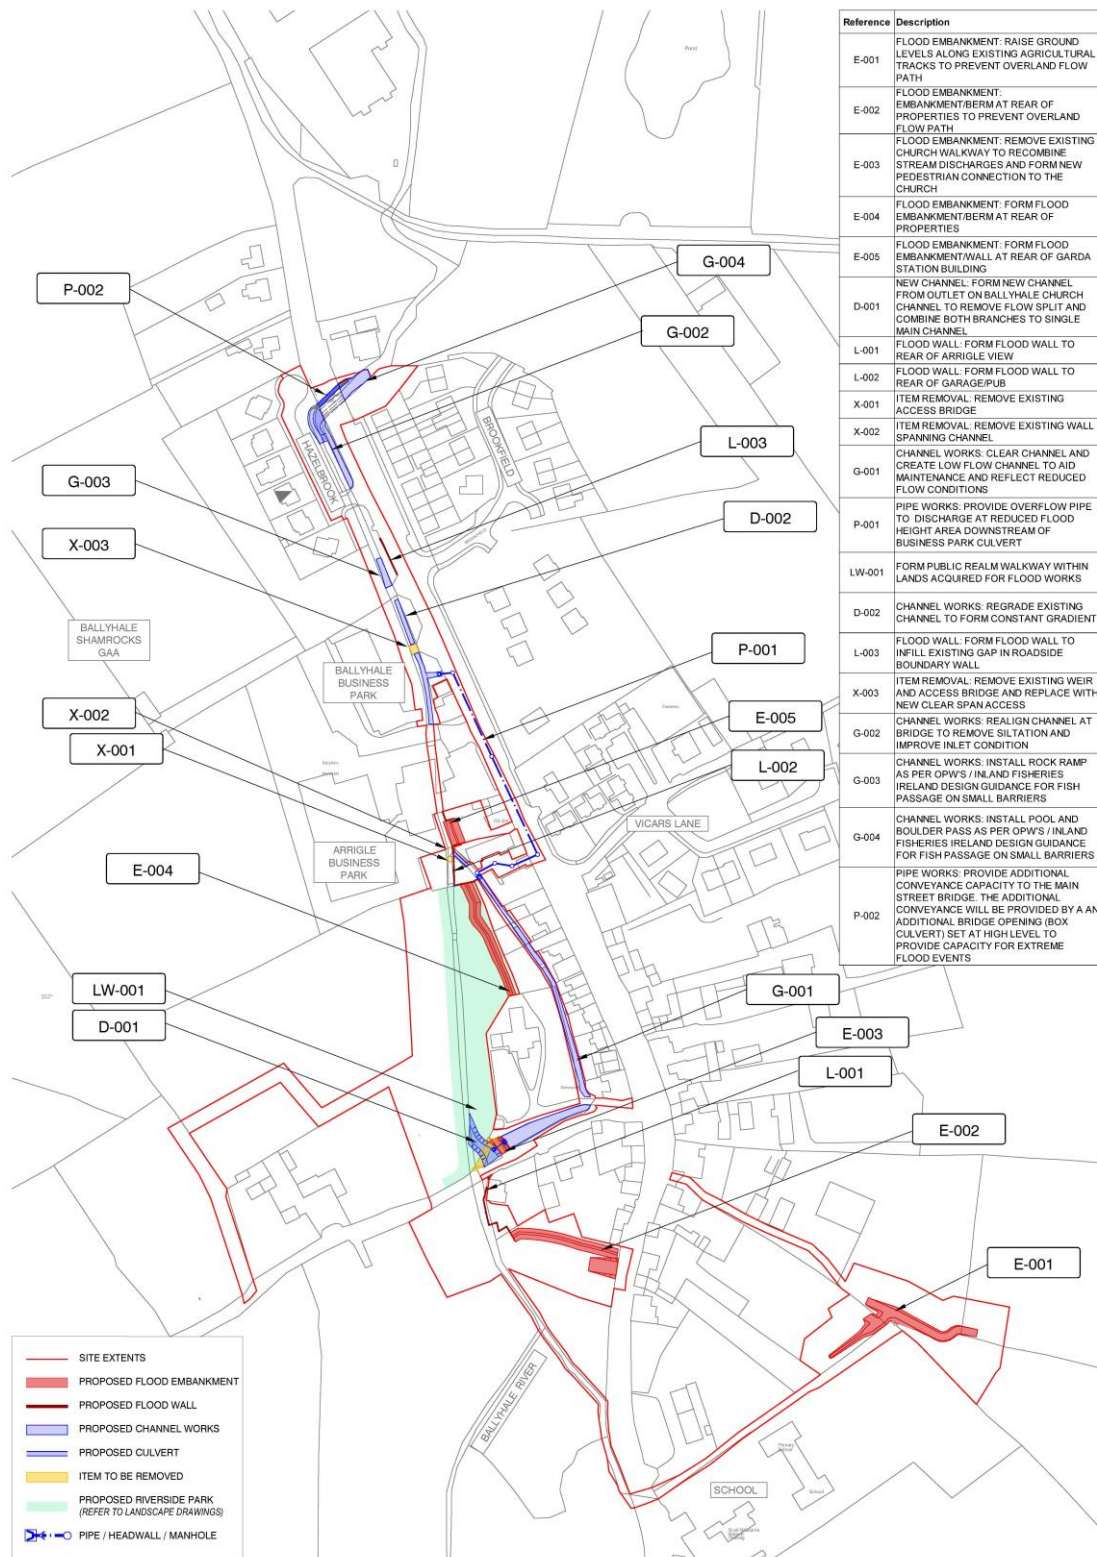 Reference Description
E-001 FLOOD EMBANKMENT: RAISE GROUND
LEVELS ALONG EXISTING AGRICULTURAL
TRACKS TO PREVENT OVERLAND FLOW
PATH
E-002 FLOOD EMBANKMENT:
EMBANKMENT/BERM AT REAR OF
PROPERTIES TO PREVENT OVERLAND
FLOW PATH
E-003 FLOOD EMBANKMENT: REMOVE EXISTING
CHURCH WALKWAY TO RECOMBINE
STREAM DISCHARGES AND FORM NEW
PEDESTRIAN CONNECTION TO THE
CHURCH
E-004 FLOOD EMBANKMENT: FORM FLOOD
EMBANKMENT/BERM AT REAR OF
PROPERTIES
E-005 FLOOD EMBANKMENT: FORM FLOOD
EMBANKMENT/WALL AT REAR OF GARDA
STATION BUILDING
D-001 NEW CHANNEL: FORM NEW CHANNEL
FROM OUTLET ON BALLYHALE CHURCH
CHANNEL TO REMOVE FLOW SPLIT AND
COMBINE BOTH BRANCHES TO SINGLE
MAIN CHANNEL
L-001 FLOOD WALL: FORM FLOOD WALL TO
REAR OF ARRIGLE VIEW
L-002 FLOOD WALL: FORM FLOOD WALL TO
REAR OF GARAGE/PUB
X-001 ITEM REMOVAL: REMOVE EXISTING
ACCESS BRIDGE
X-002 ITEM REMOVAL: REMOVE EXISTING WALL
SPANNING CHANNEL
G-001 CHANNEL WORKS: CLEAR CHANNEL AND
CREATE LOW FLOW CHANNEL TO AID
MAINTENANCE AND REFLECT REDUCED
FLOW CONDITIONS
P-001 PIPE WORKS: PROVIDE OVERFLOW PIPE
TO DISCHARGE AT REDUCED FLOOD
HEIGHT AREA DOWNSTREAM OF
BUSINESS PARK CULVERT
LW-001 FORM PUBLIC REALM WALKWAY WITHIN
LANDS ACQUIRED FOR FLOOD WORKS
D-002 CHANNEL WORKS: REGRADE EXISTING
CHANNEL TO FORM CONSTANT GRADIENT
L-003 FLOOD WALL: FORM FLOOD WALL TO
INFILL EXISTING GAP IN ROADSIDE
BOUNDARY WALL
X-003 ITEM REMOVAL: REMOVE EXISTING WEIR
AND ACCESS BRIDGE AND REPLACE WITH
NEW CLEAR SPAN ACCESS
G-002 CHANNEL WORKS: REALIGN CHANNEL AT
BRIDGE TO REMOVE SILTATION AND
IMPROVE INLET CONDITION
G-003 CHANNEL WORKS: INSTALL ROCK RAMP
AS PER OPW'S / INLAND FISHERIES
IRELAND DESIGN GUIDANCE FOR FISH
PASSAGE ON SMALL BARRIERS
G-004 CHANNEL WORKS: INSTALL POOL AND
BOULDER PASS AS PER OPW'S / INLAND
FISHERIES IRELAND DESIGN GUIDANCE
FOR FISH PASSAGE ON SMALL BARRIERS
P-002 PIPE WORKS: PROVIDE ADDITIONAL
CONVEYANCE CAPACITY TO THE MAIN
STREET BRIDGE. THE ADDITIONAL
CONVEYANCE WILL BE PROVIDED BY A AN
ADDITIONAL BRIDGE OPENING (BOX
CULVERT) SET AT HIGH LEVEL TO
PROVIDE CAPACITY FOR EXTREME
FLOOD EVENTS
Pond
G-004
P-002
G-002
BROOKFIELD
HAZELBROOK
L-003
G-003
D-002
X-003
BALLYHALE
SHAMROCKS
GAA
P-001
BALLYHALE
BUSINESS
PARK
X-002
E-005
X-001
L-002
VICARS LANE
ARRIGLE
BUSINESS
PARK
E-004
LW-001
G-001
D-001
E-003
L-001
E-002
E-001
BALLYHALE RIVER
SCHOOL
Primary
School
School
SITE EXTENTS
PROPOSED FLOOD EMBANKMENT
PROPOSED FLOOD WALL
PROPOSED CHANNEL WORKS
PROPOSED CULVERT
ITEM TO BE REMOVED
PROPOSED RIVERSIDE PARK
(REFER TO LANDSCAPE DRAWINGS)
PIPE / HEADWALL / MANHOLE